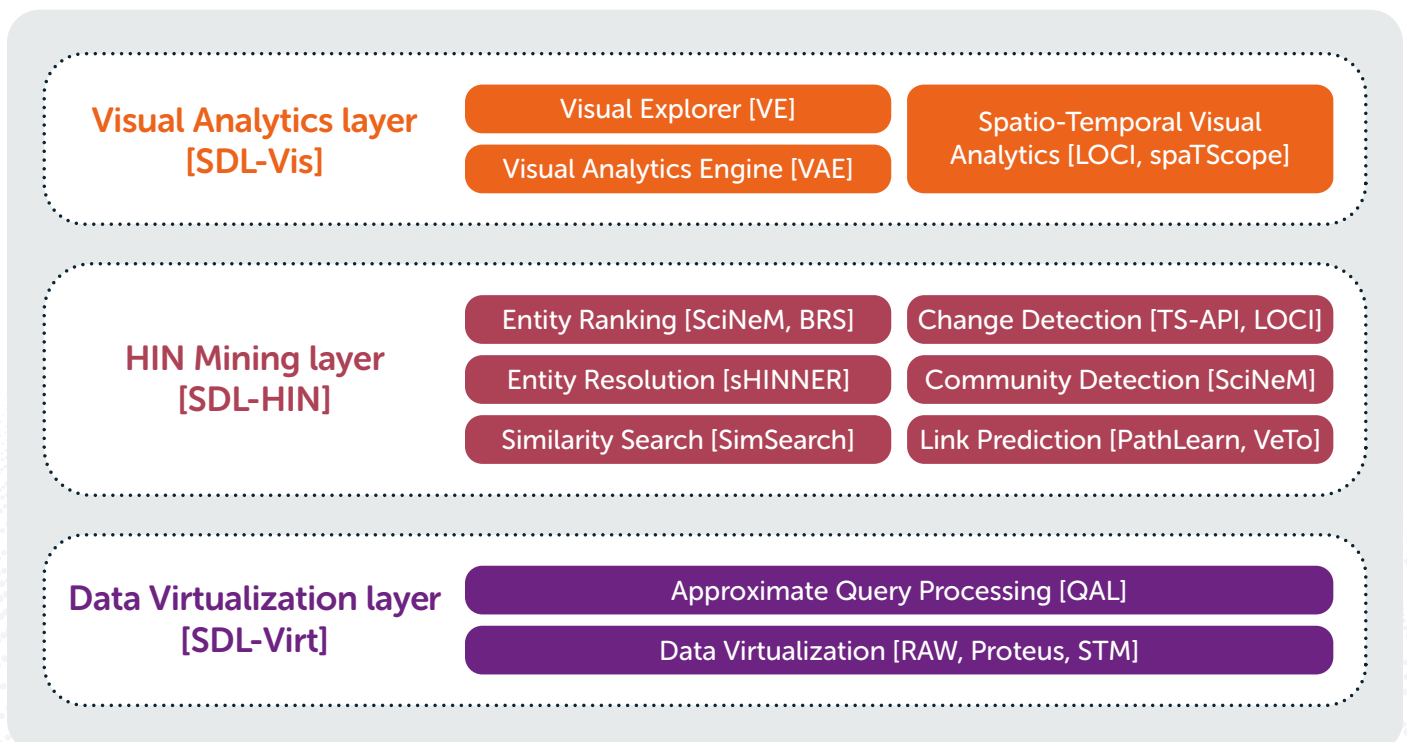 Visual Analytics layer
[SDL-Vis]
Visual Explorer [VE]
Visual Analytics Engine [VAE]
Spatio-Temporal Visual
Analytics [LOCI, spaTScope]
HIN Mining layer
[SDL-HIN]
Entity Ranking [SciNeM, BRS]
Entity Resolution [sHINNER]
Similarity Search [SimSearch]
Change Detection [TS-API, LOCI]
Community Detection [SciNeM]
Link Prediction [PathLearn, VeTo]
Data Virtualization layer
[SDL-Virt]
Approximate Query Processing [QAL]
Data Virtualization [RAW, Proteus, STM]